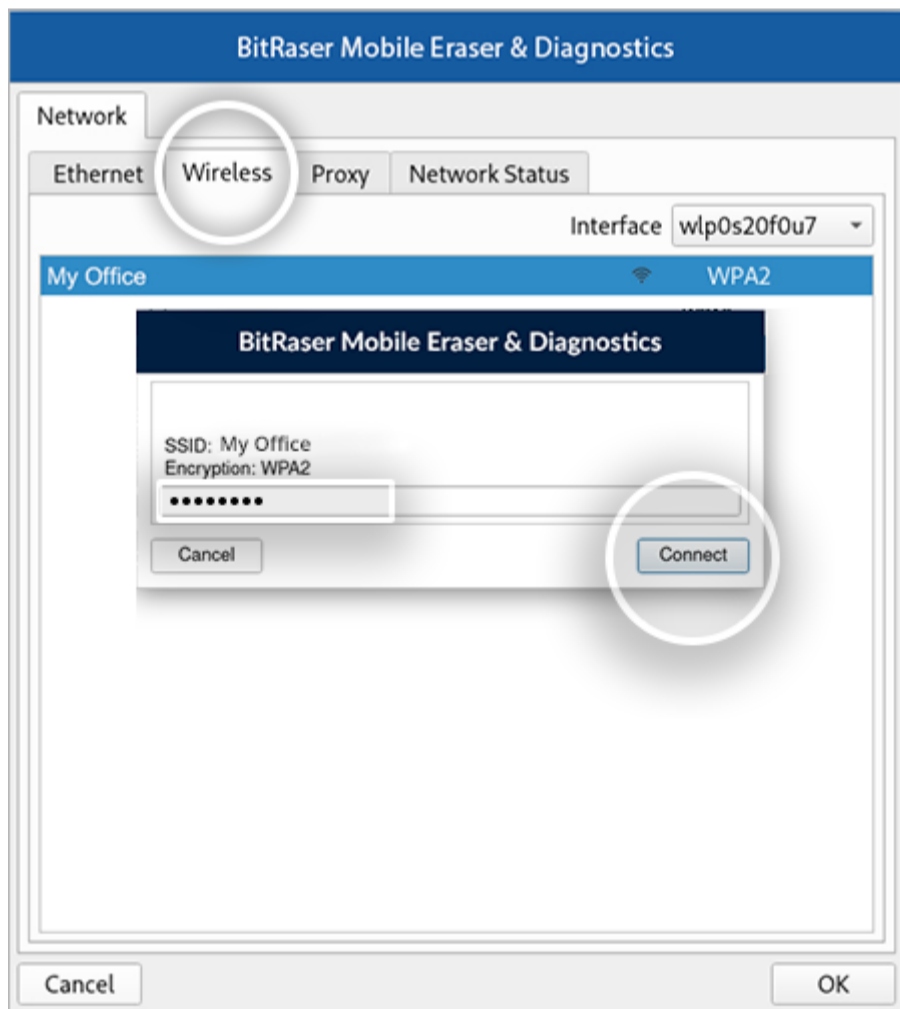 BitRaser Mobile Eraser & Diagnostics
Network
Ethernet Wireless Proxy Network Status
Interface wlp0s20f0u7
My Office WPA2
BitRaser Mobile Eraser & Diagnostics
SSID: My Office
Encryption: WPA2
••••••••
Cancel Connect
Cancel OK